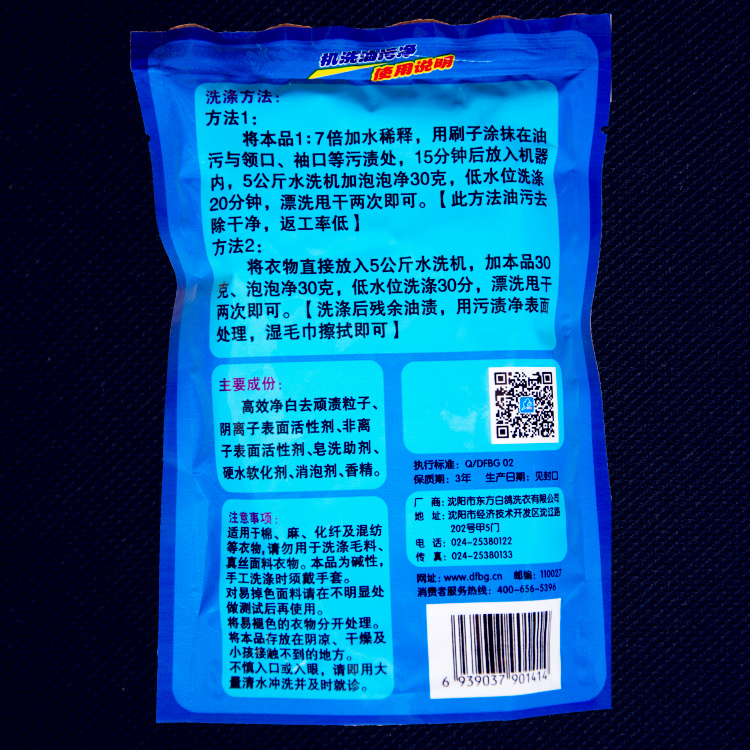 机洗油污净
使用说明
洗涤方法：
方法1：
将本品1：7倍加水稀释，用刷子涂抹在油
污与领口、袖口等污渍处，15分钟后放入机器
内，5公斤水洗机加泡泡净30克，低水位洗涤
20分钟，漂洗甩干两次即可。【此方法油污去
除干净，返工率低】
方法2：
将衣物直接放入5公斤水洗机，加本品30
克、泡泡净30克，低水位洗涤30分，漂洗甩干
两次即可。【洗涤后残余油渍，用污渍净表面
处理，湿毛巾擦拭即可】
主要成份：
高效净白去顽渍粒子、
阴离子表面活性剂、非离
子表面活性剂、皂洗助剂、
硬水软化剂、消泡剂、香精。
执行标准：Q/DFBG 02
保质期：3年 生产日期：见封口
厂 商：沈阳市东方白鸽洗衣有限公司
地 址：沈阳市经济技术开发区沈辽路
202号甲5门
电 话：024-25380122
传 真：024-25380133
网址：www.dfbg.cn 邮编：110027
消费者服务热线：400-656-5396
注意事项：
适用于棉、麻、化纤及混纺
等衣物,请勿用于洗涤毛料、
真丝面料衣物。本品为碱性，
手工洗涤时须戴手套。
对易掉色面料请在不明显处
做测试后再使用。
将易褪色的衣物分开处理。
将本品存放在阴凉、干燥及
小孩接触不到的地方。
不慎入口或入眼，请即用大
量清水冲洗并及时就诊。
6 939037 901414